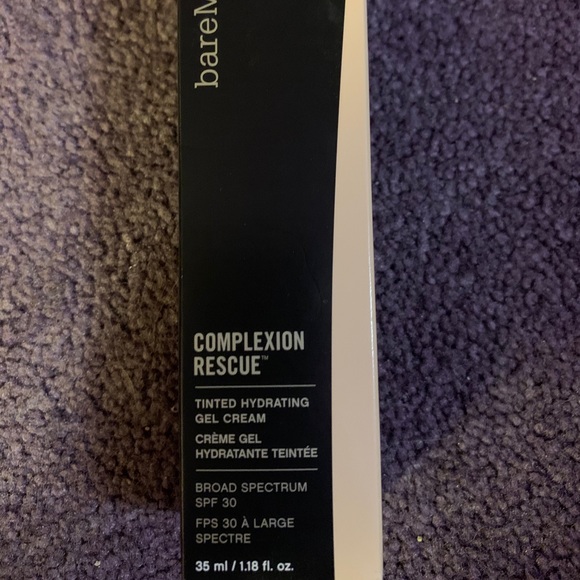 bareM
COMPLEXION
RESCUE™
TINTED HYDRATING
GEL CREAM
CRÈME GEL
HYDRATANTE TEINTÉE
BROAD SPECTRUM
SPF 30
FPS 30 À LARGE
SPECTRE
35 ml / 1.18 fl. oz.